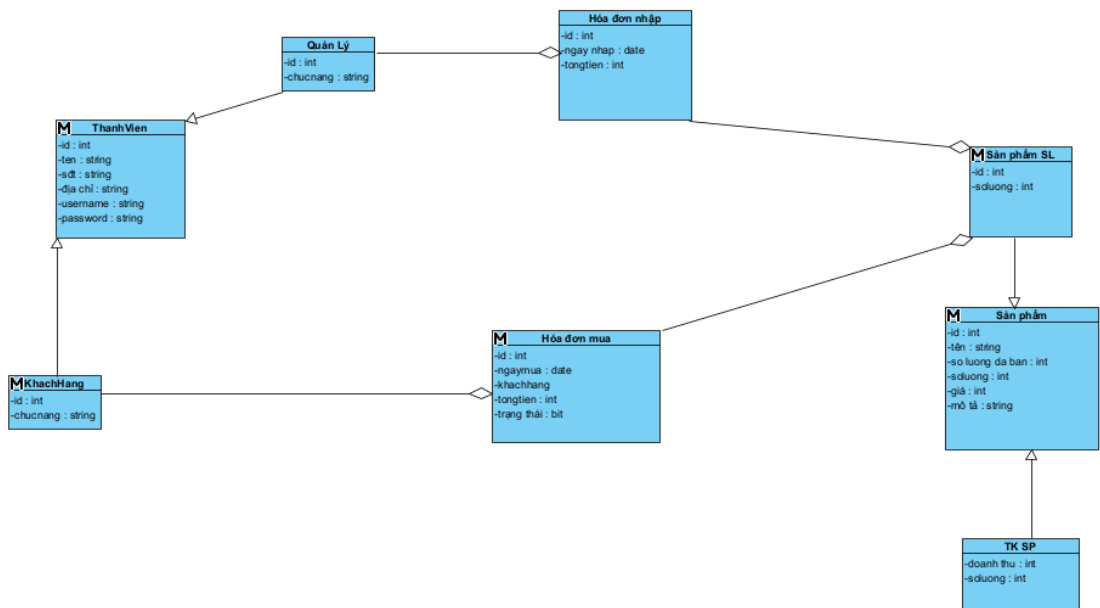 Hóa đơn nhập
-id : int
-ngay nhap : date
-tongtien : int
Quản Lý
-id : int
-chucnang : string
M ThanhVien
-id : int
-ten : string
-sđt : string
-địa chỉ : string
-username : string
-password : string
M Sản phẩm SL
-id : int
-soluong : int
M Sản phẩm
-id : int
-tên : string
-so luong da ban : int
-soluong : int
-giá : int
-mô tả : string
M Hóa đơn mua
-id : int
-ngaymua : date
-khachhang
-tongtien : int
-trạng thái : bit
M KhachHang
-id : int
-chucnang : string
TK SP
-doanh thu : int
-soluong : int